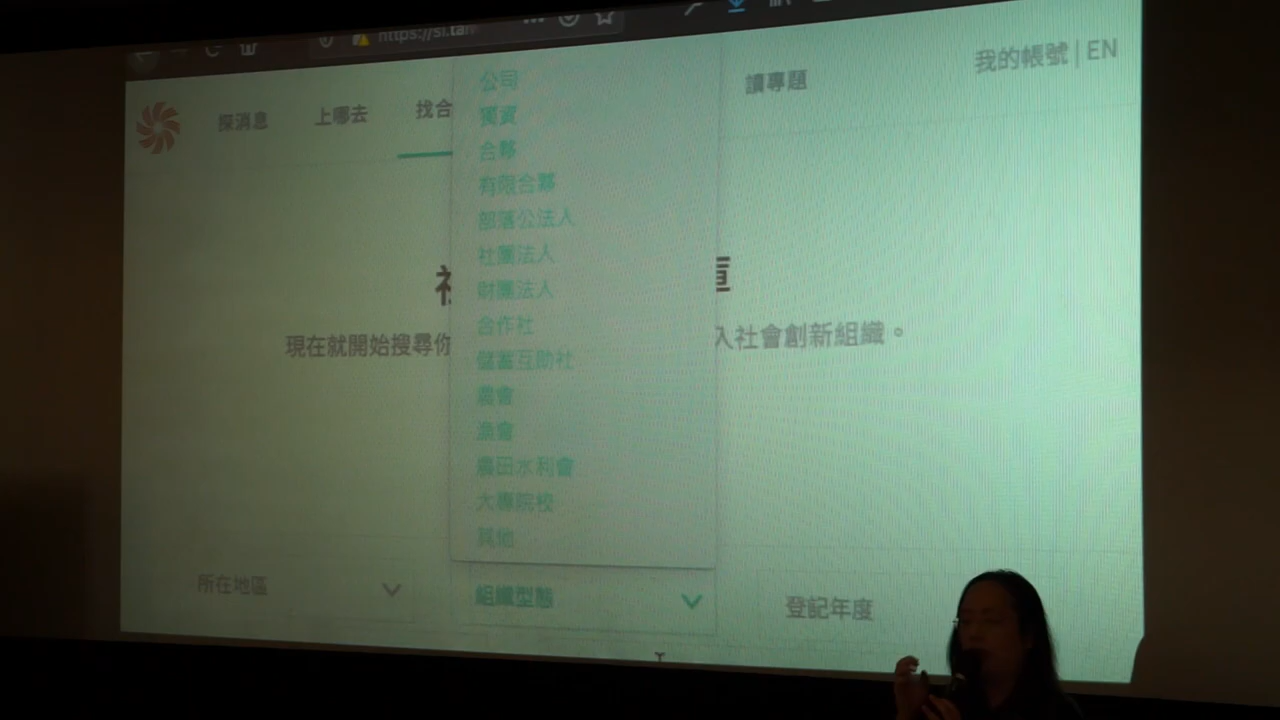 https://si.taiw
我的帳號 | EN
探消息 上哪去 找合 讀專題
公司
獨資
合夥
有限合夥
部落公法人
社團法人
財團法人
合作社
儲蓄互助社
農會
漁會
農田水利會
大專院校
其他
現在就開始搜尋你 入社會創新組織。
所在地區 組織型態 登記年度